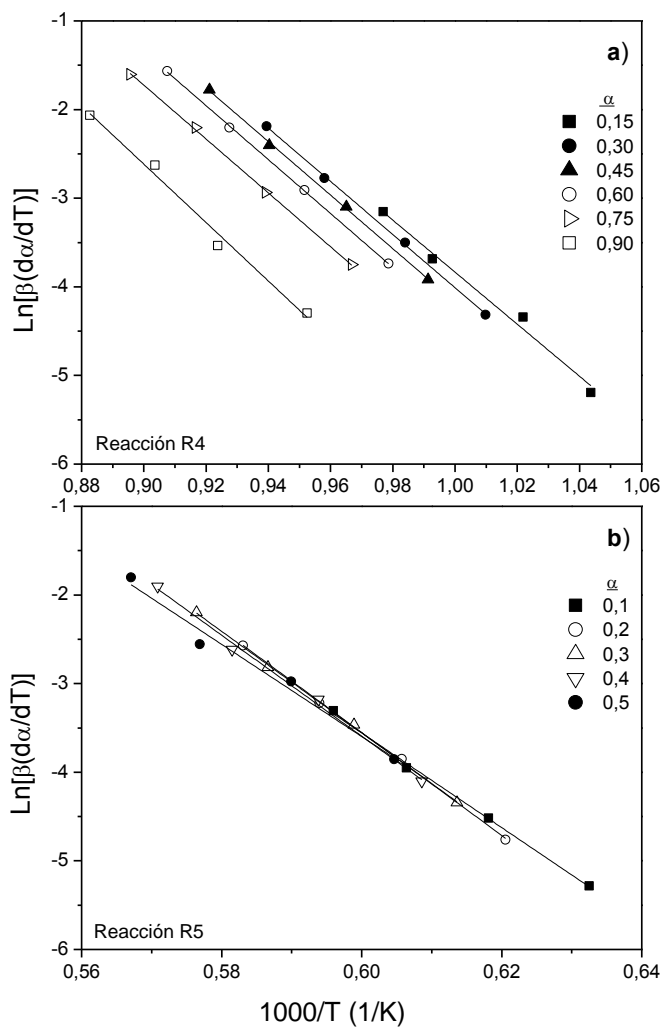 -1
a)
α
-2
0,15
0,30
0,45
-3
0,60
0,75
0,90
-4
Ln[β(dα/dT)]
-5
Reacción R4
-6
0,88 0,90 0,92 0,94 0,96 0,98 1,00 1,02 1,04 1,06
-1
b)
α
-2
0,1
0,2
0,3
-3
0,4
0,5
-4
Ln[β(dα/dT)]
-5
Reacción R5
-6
0,56 0,58 0,60 0,62 0,64
1000/T (1/K)